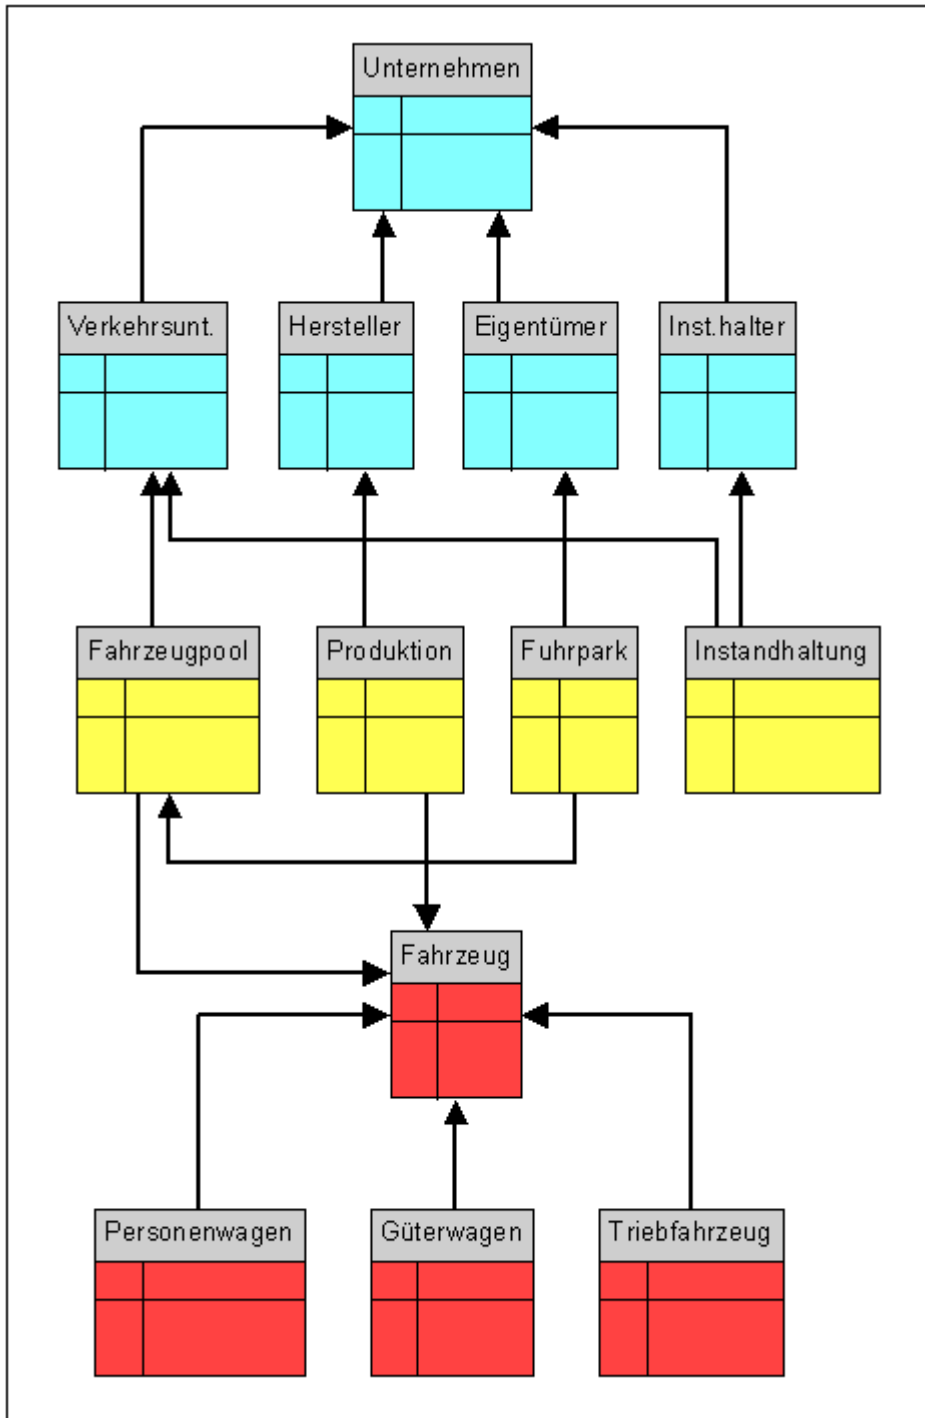 Unternehmen
Verkehrsunt.
Hersteller
Eigentümer
Inst.halter
Fahrzeugpool
Produktion
Fuhrpark
Instandhaltung
Fahrzeug
Personenwagen
Güterwagen
Triebfahrzeug